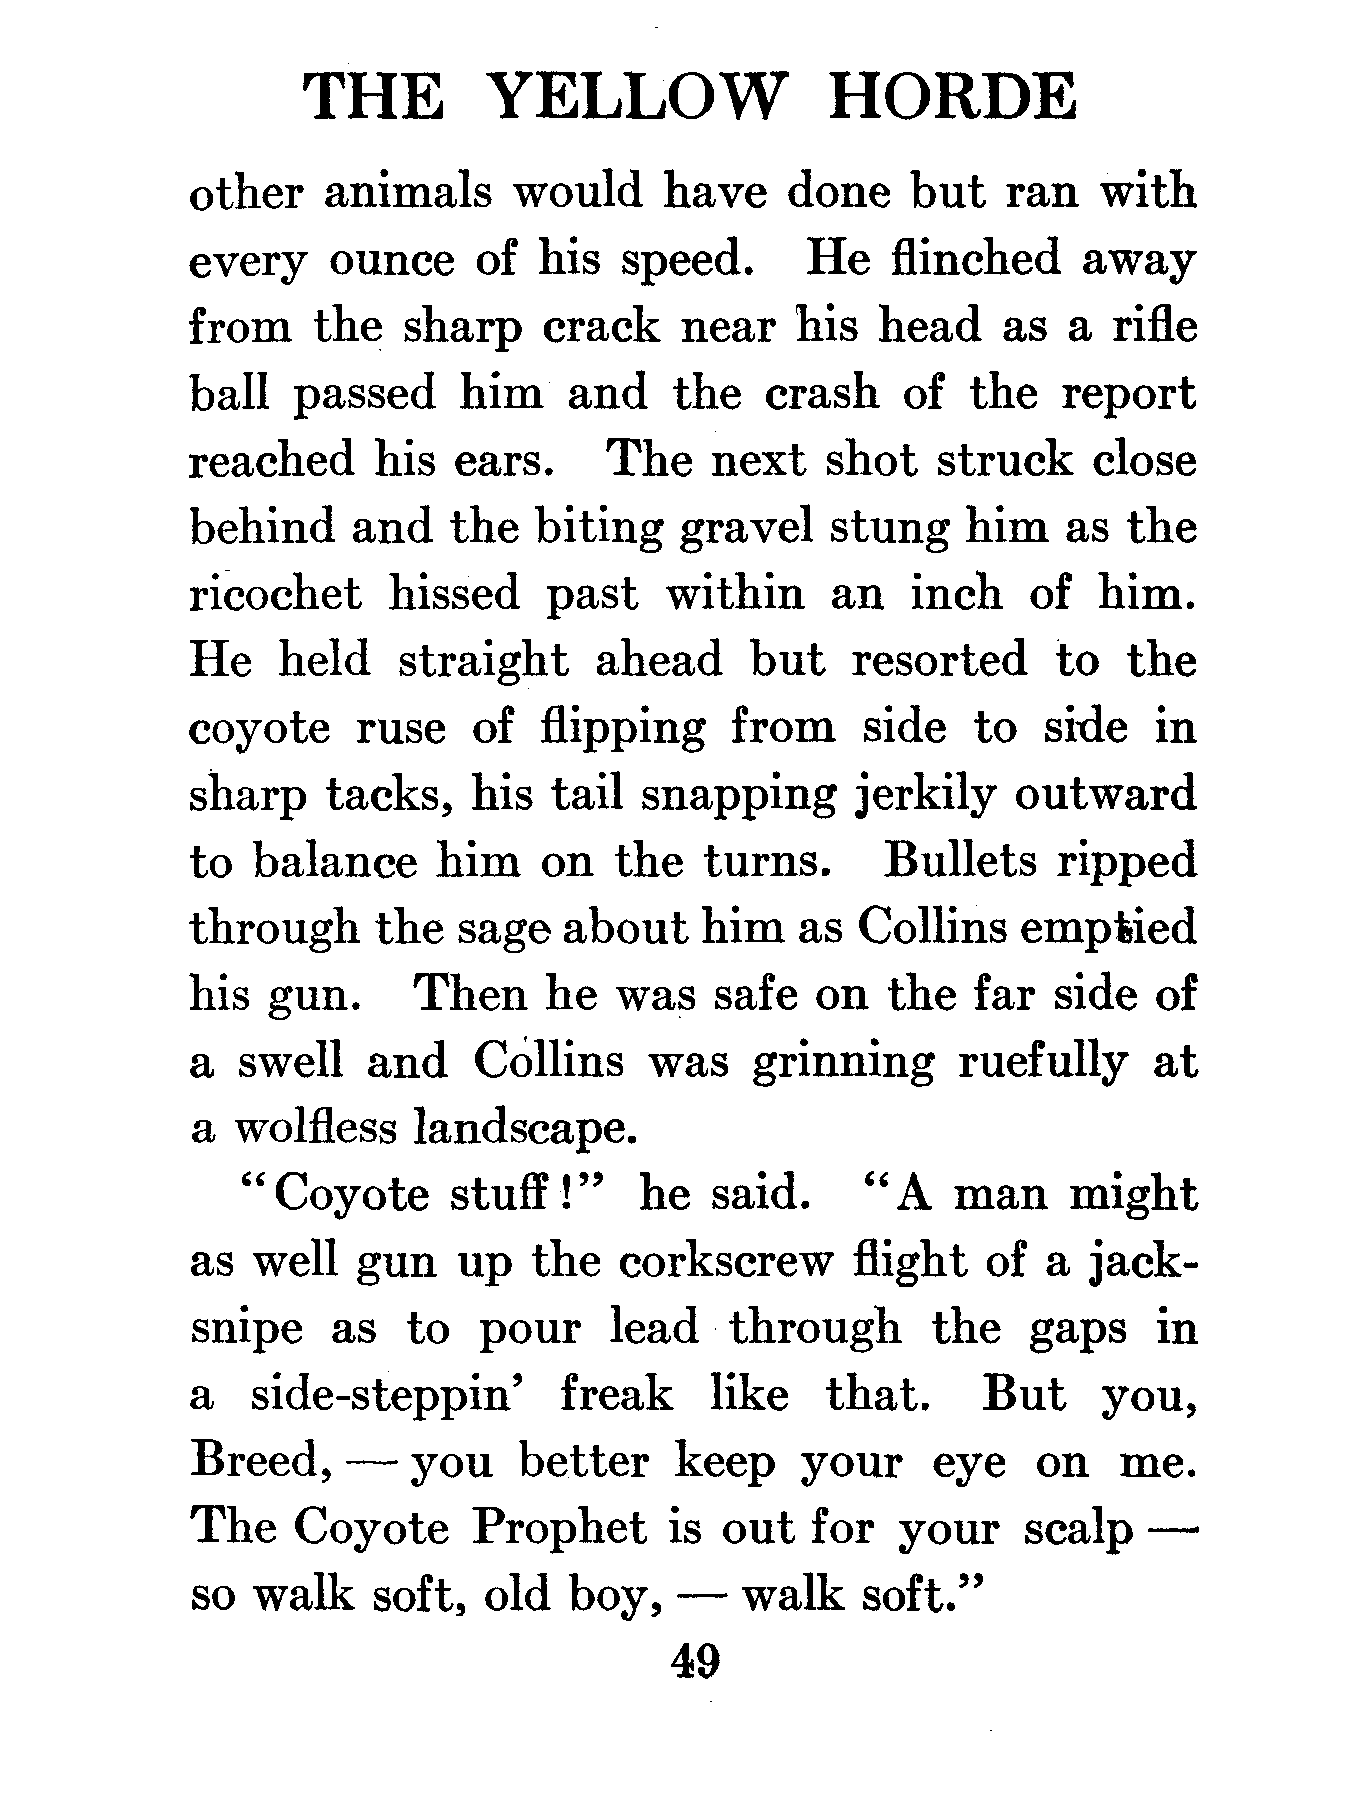 THE YELLOW HORDE
other animals would have done but ran with
every ounce of his speed. He flinched away
from the sharp crack near his head as a rifle
ball passed him and the crash of the report
reached his ears. The next shot struck close
behind and the biting gravel stung him as the
ricochet hissed past within an inch of him.
He held straight ahead but resorted to the
coyote ruse of flipping from side to side in
sharp tacks, his tail snapping jerkily outward
to balance him on the turns. Bullets ripped
through the sage about him as Collins emptied
his gun. Then he was safe on the far side of
a swell and Collins was grinning ruefully at
a wolfless landscape.
“Coyote stuff!” he said. “A man might
as well gun up the corkscrew flight of a jack-
snipe as to pour lead through the gaps in
a side-steppin’ freak like that. But you,
Breed, — you better keep your eye on me.
The Coyote Prophet is out for your scalp —
so walk soft, old boy, — walk soft.”
49